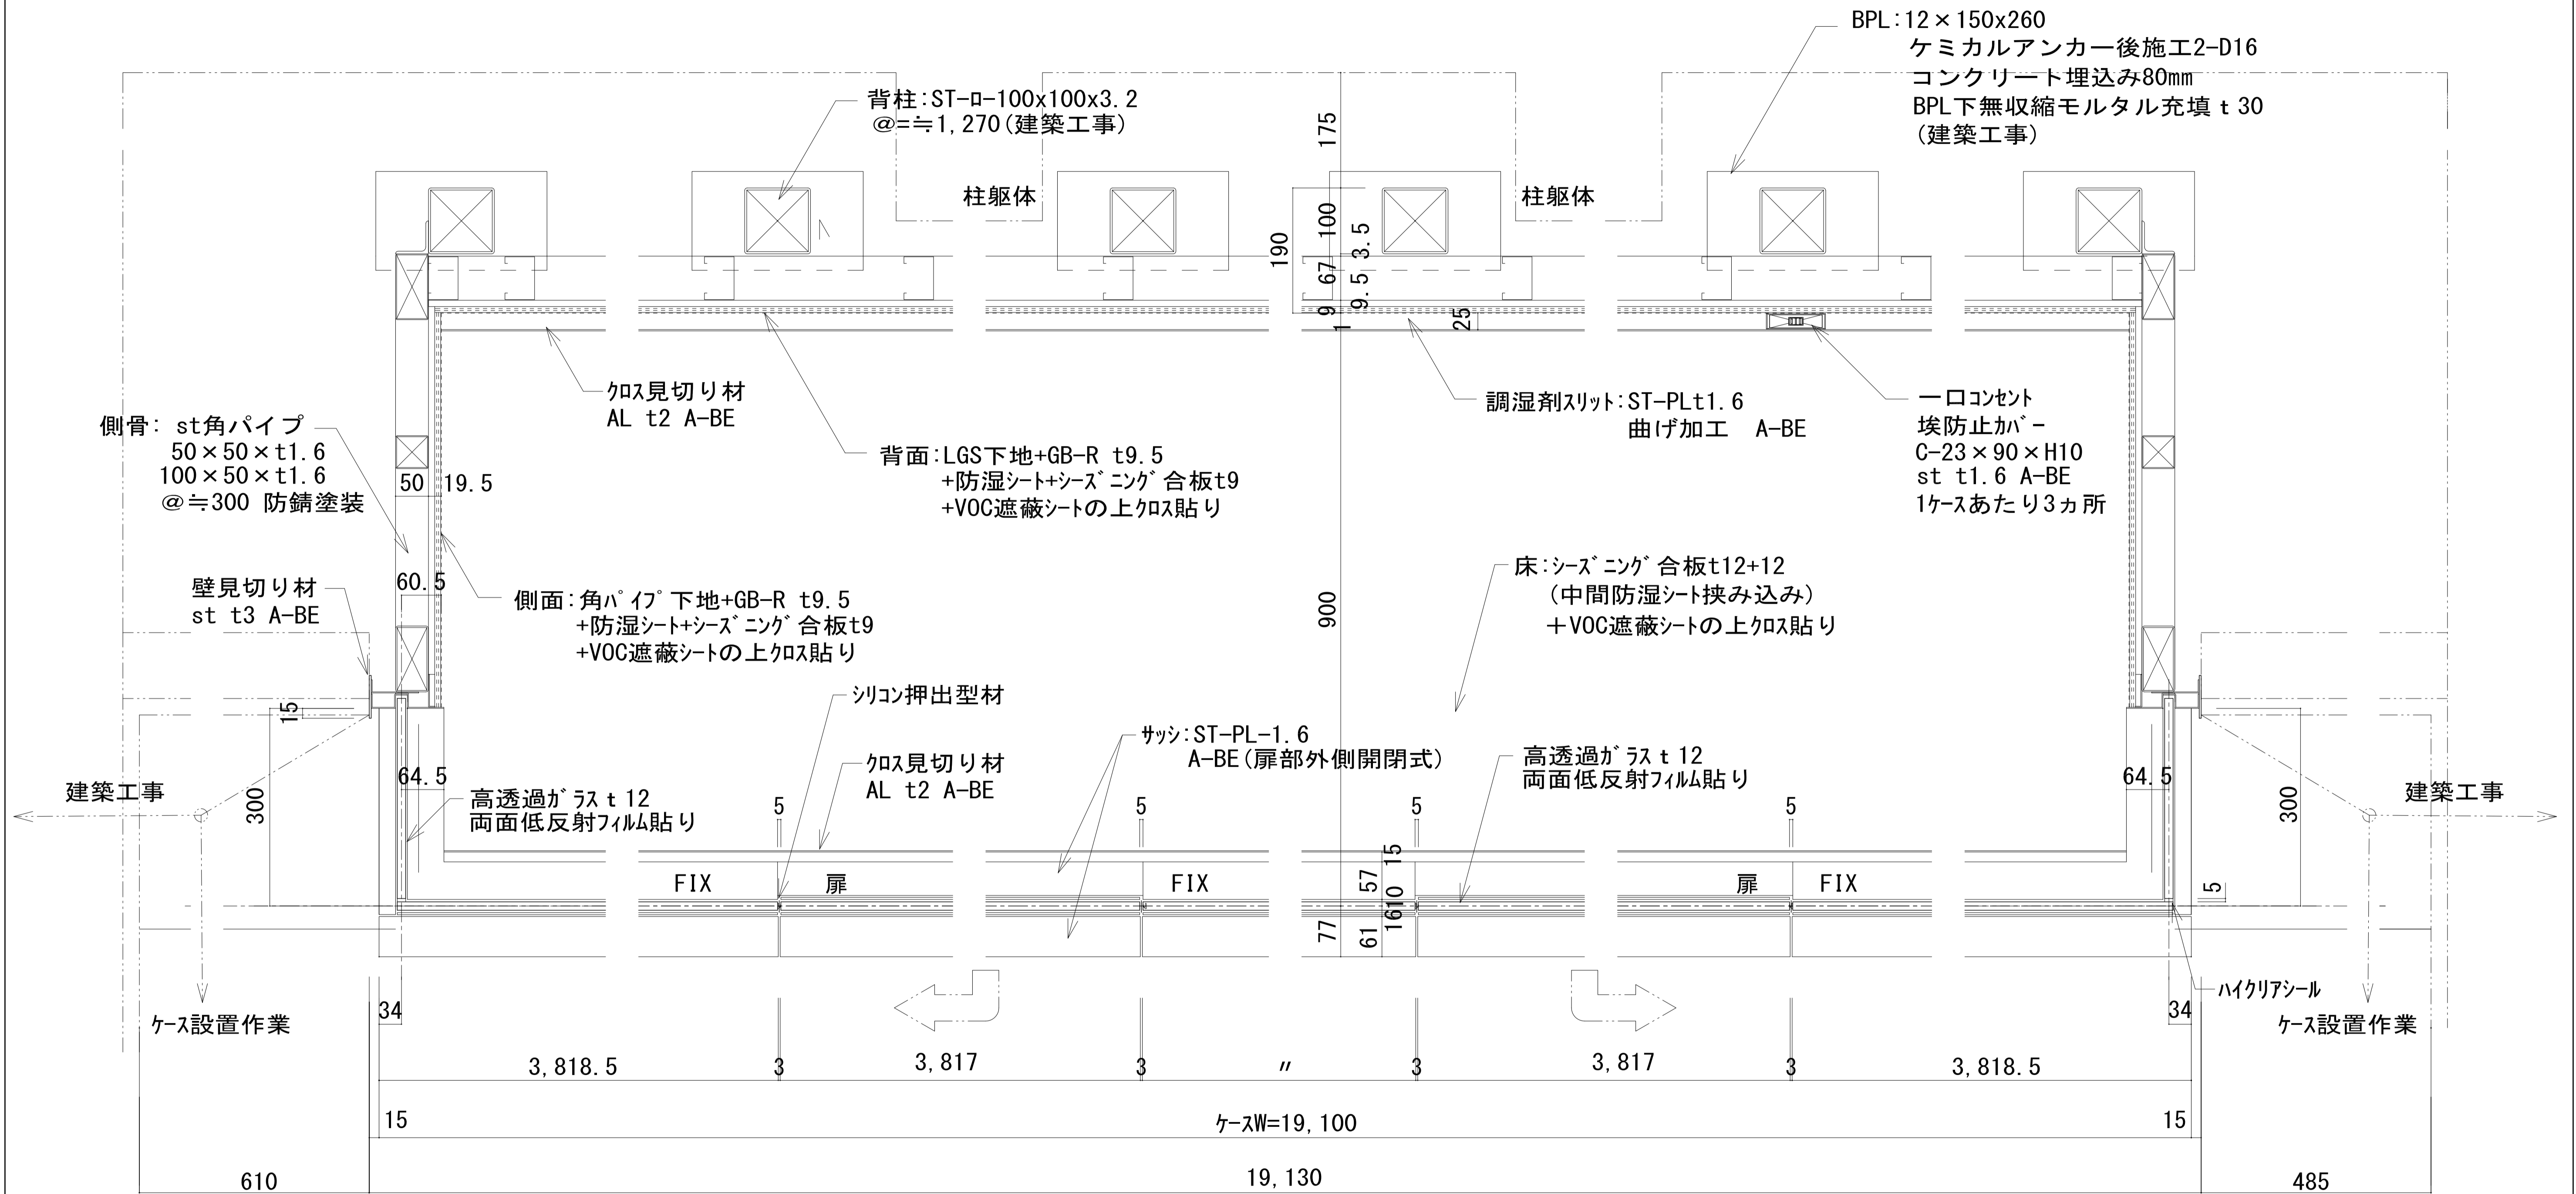 BPL:12×150x260
ケミカルアンカー後施工2-D16
コンクリート埋込み80mm
BPL下無収縮モルタル充填 t 30
(建築工事)
背柱:ST-ロ-100x100x3.2
@=≒1,270(建築工事)
175
柱躯体
柱躯体
100
190
3.5
67
9.5
9
1
25
クロス見切り材
AL t2 A-BE
調湿剤スリット:ST-PLt1.6
曲げ加工 A-BE
一口コンセント
埃防止カバー
C-23×90×H10
st t1.6 A-BE
1ケースあたり3ヵ所
側骨: st角パイプ
50×50×t1.6
100×50×t1.6
@≒300 防錆塗装
50
19.5
背面:LGS下地+GB-R t9.5
+防湿シート+シーズニング合板t9
+VOC遮蔽シートの上クロス貼り
壁見切り材
st t3 A-BE
60.5
側面:角パイプ下地+GB-R t9.5
+防湿シート+シーズニング合板t9
+VOC遮蔽シートの上クロス貼り
900
床:シーズニング合板t12+12
(中間防湿シート挟み込み)
+VOC遮蔽シートの上クロス貼り
シリコン押出型材
サッシ:ST-PL-1.6
A-BE(扉部外側開閉式)
クロス見切り材
AL t2 A-BE
高透過ガラス t 12
両面低反射フィルム貼り
高透過ガラス t 12
両面低反射フィルム貼り
15
64.5
64.5
建築工事
建築工事
300
300
5
5
5
5
15
57
10
16
77
61
5
FIX
扉
FIX
扉
FIX
ハイクリアシール
34
34
ケース設置作業
ケース設置作業
3,818.5
3
3,817
3
〃
3
3,817
3
3,818.5
15
ケースW=19,100
15
610
19,130
485